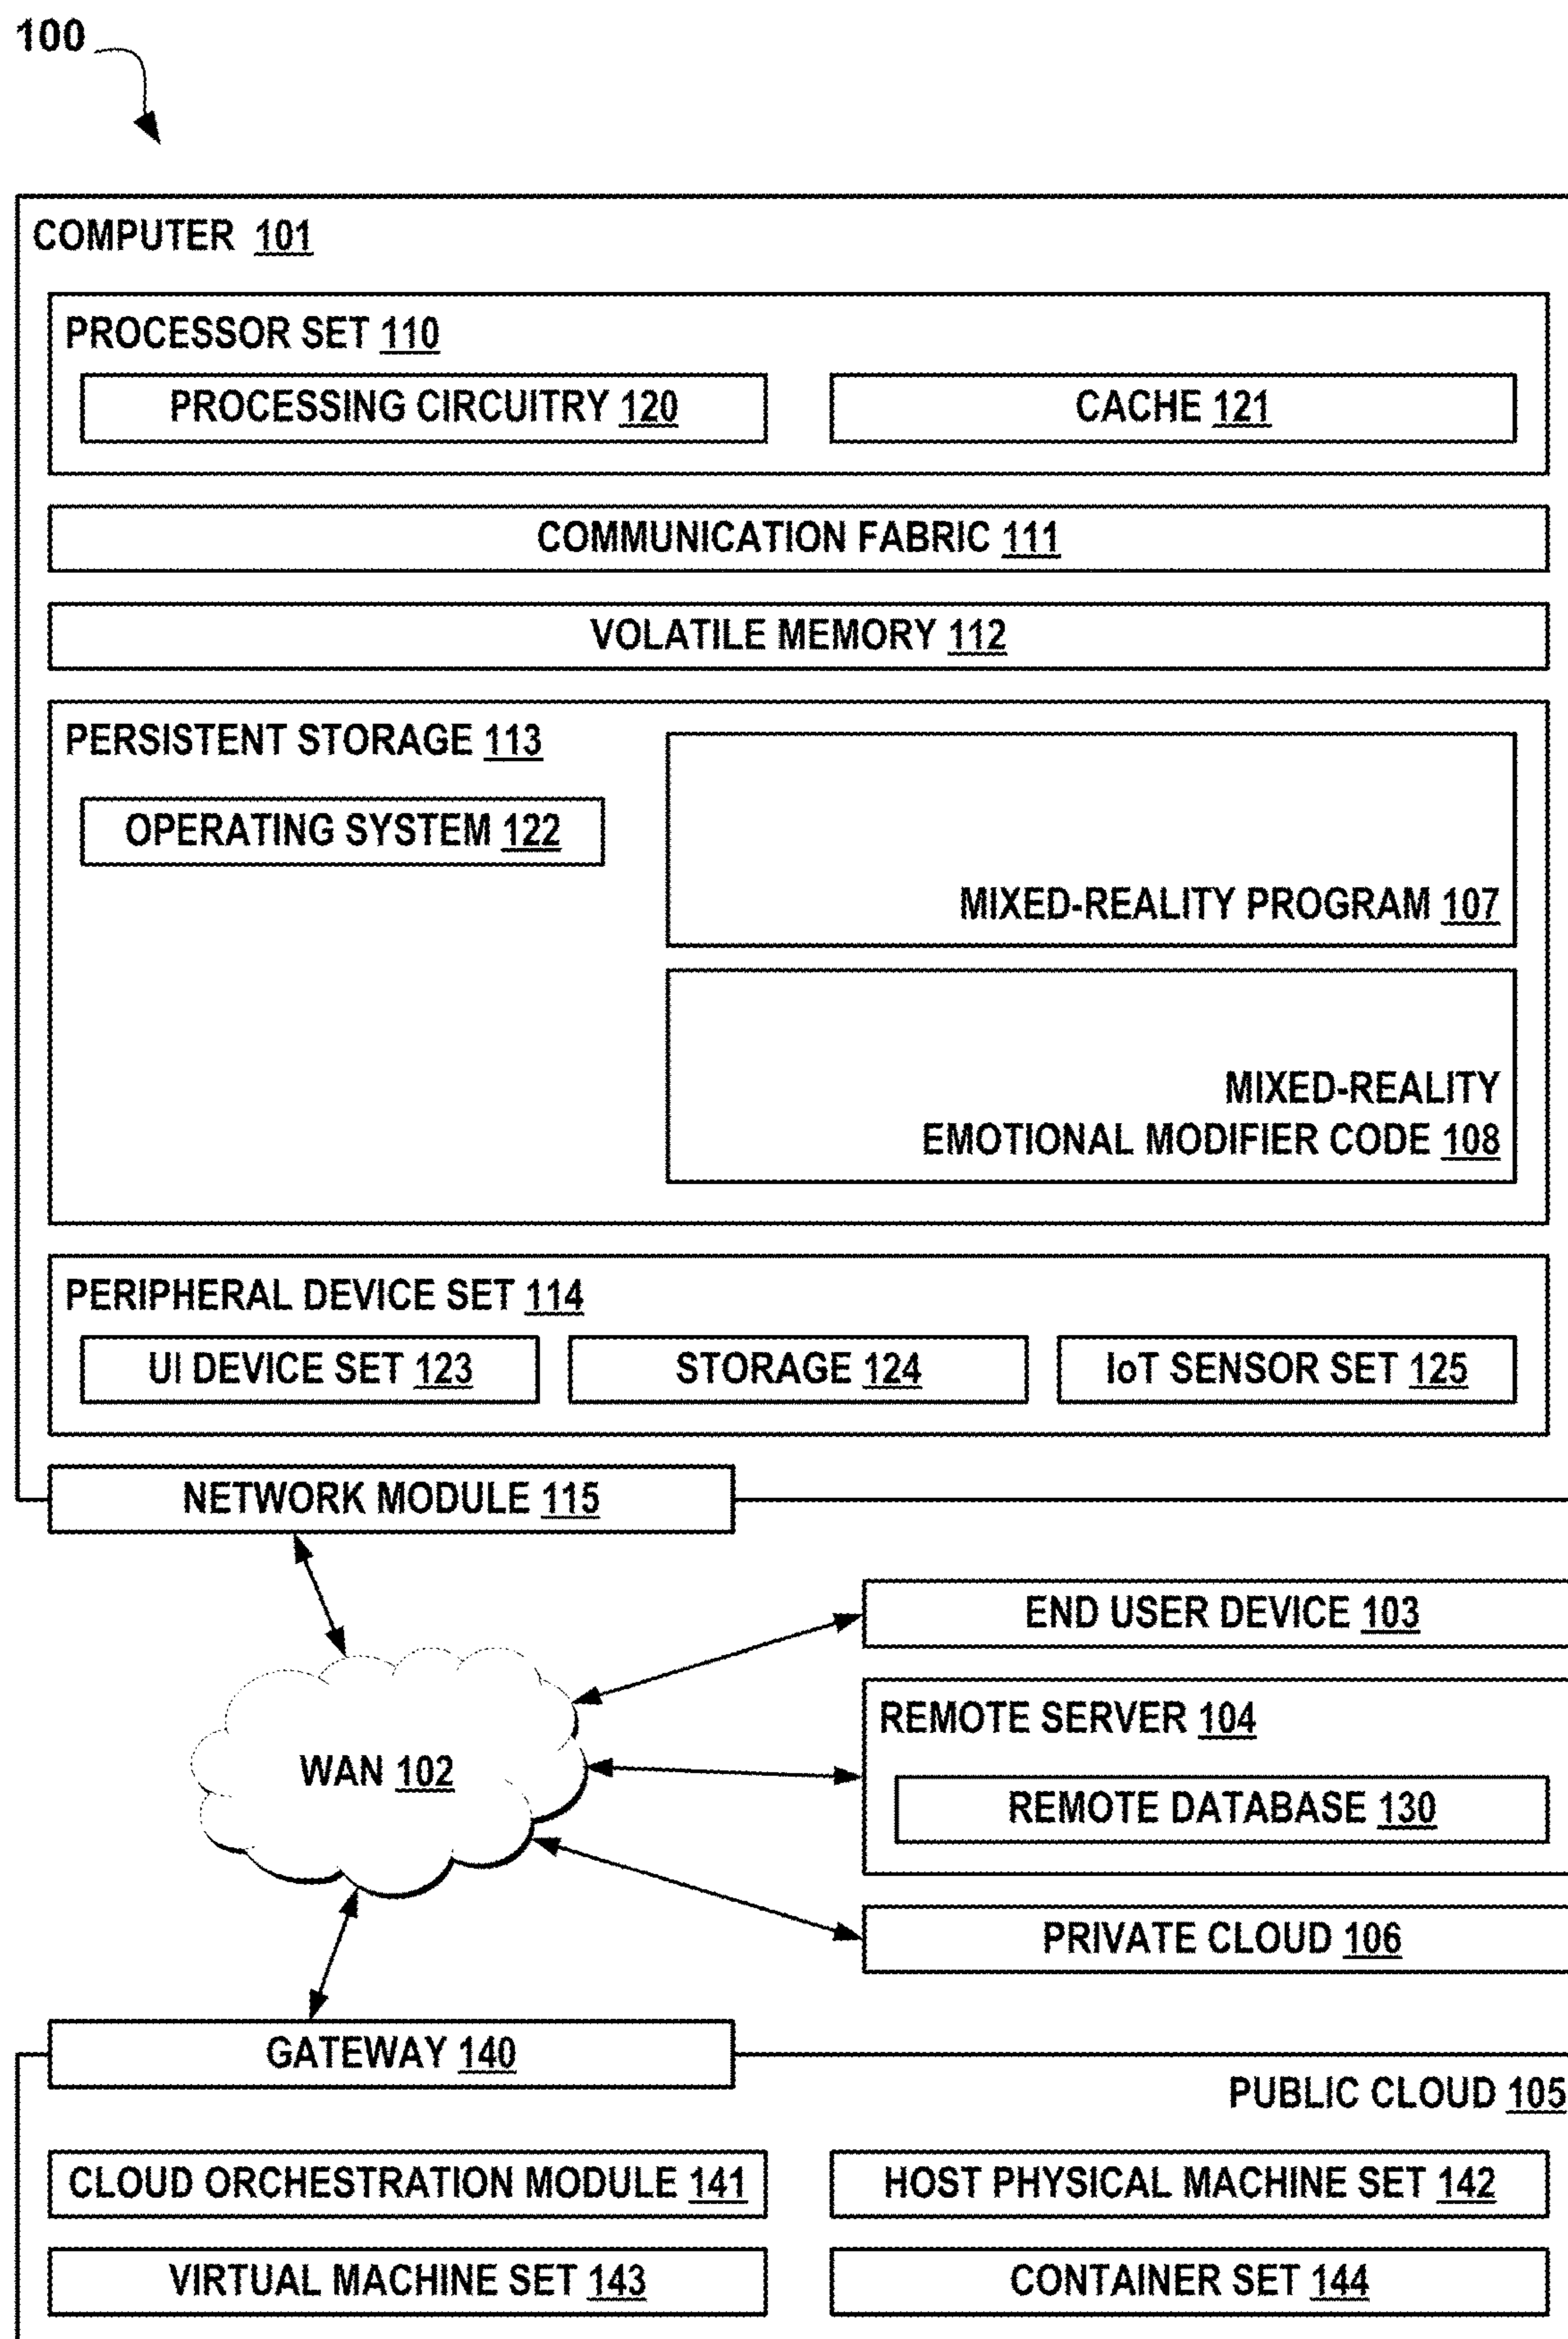 100
COMPUTER 101
PROCESSOR SET 110
PROCESSING CIRCUITRY 120
CACHE 121
COMMUNICATION FABRIC 111
VOLATILE MEMORY 112
PERSISTENT STORAGE 113
OPERATING SYSTEM 122
MIXED-REALITY PROGRAM 107
MIXED-REALITY
EMOTIONAL MODIFIER CODE 108
PERIPHERAL DEVICE SET 114
UI DEVICE SET 123
STORAGE 124
IoT SENSOR SET 125
NETWORK MODULE 115
END USER DEVICE 103
REMOTE SERVER 104
WAN 102
REMOTE DATABASE 130
PRIVATE CLOUD 106
GATEWAY 140
PUBLIC CLOUD 105
CLOUD ORCHESTRATION MODULE 141
HOST PHYSICAL MACHINE SET 142
VIRTUAL MACHINE SET 143
CONTAINER SET 144